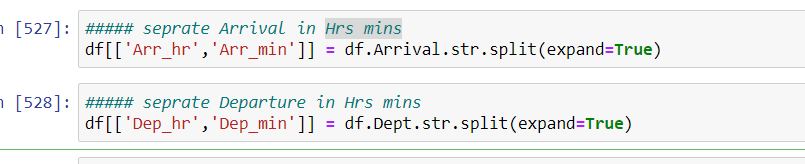 n [527]: ##### seprate Arrival in Hrs mins
df[['Arr_hr','Arr_min']] = df.Arrival.str.split(expand=True)
n [528]: ##### seprate Departure in Hrs mins
df[['Dep_hr','Dep_min']] = df.Dept.str.split(expand=True)